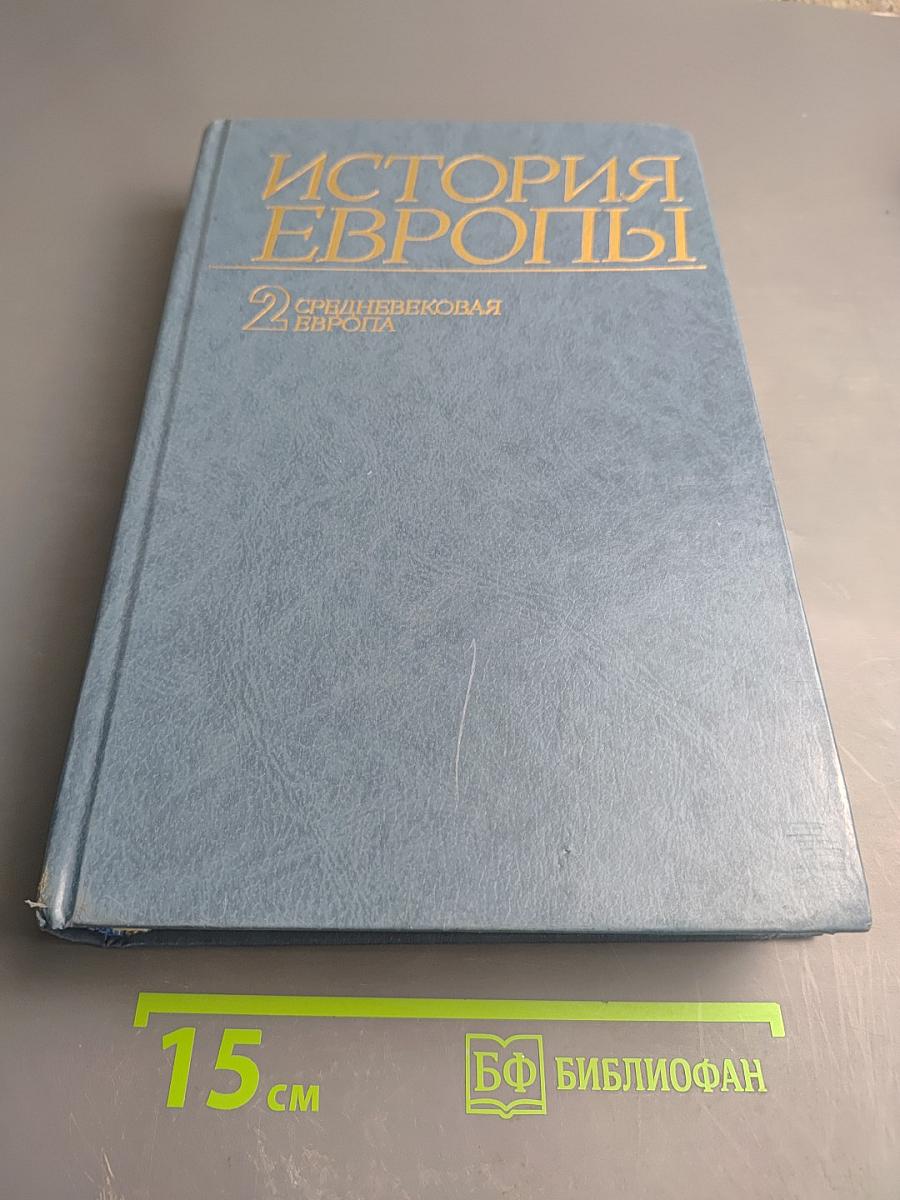 ИСТОРИЯ
ЕВРОПЫ
2 СРЕДНЕВЕКОВАЯ
ЕВРОПА
15 СМ
БФ БИБЛИОФАН